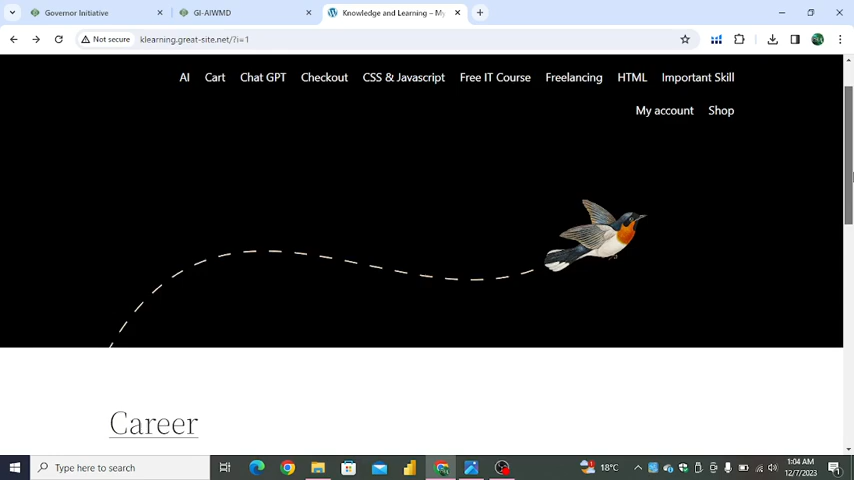 Governor Initiative
GI-AIWMD
Knowledge and Learning – My
Not secure
klearning.great-site.net/?i=1
AI Cart Chat GPT Checkout CSS & Javascript Free IT Course Freelancing HTML Important Skill
My account Shop
Career
Type here to search
18°C
1:04 AM
12/7/2023